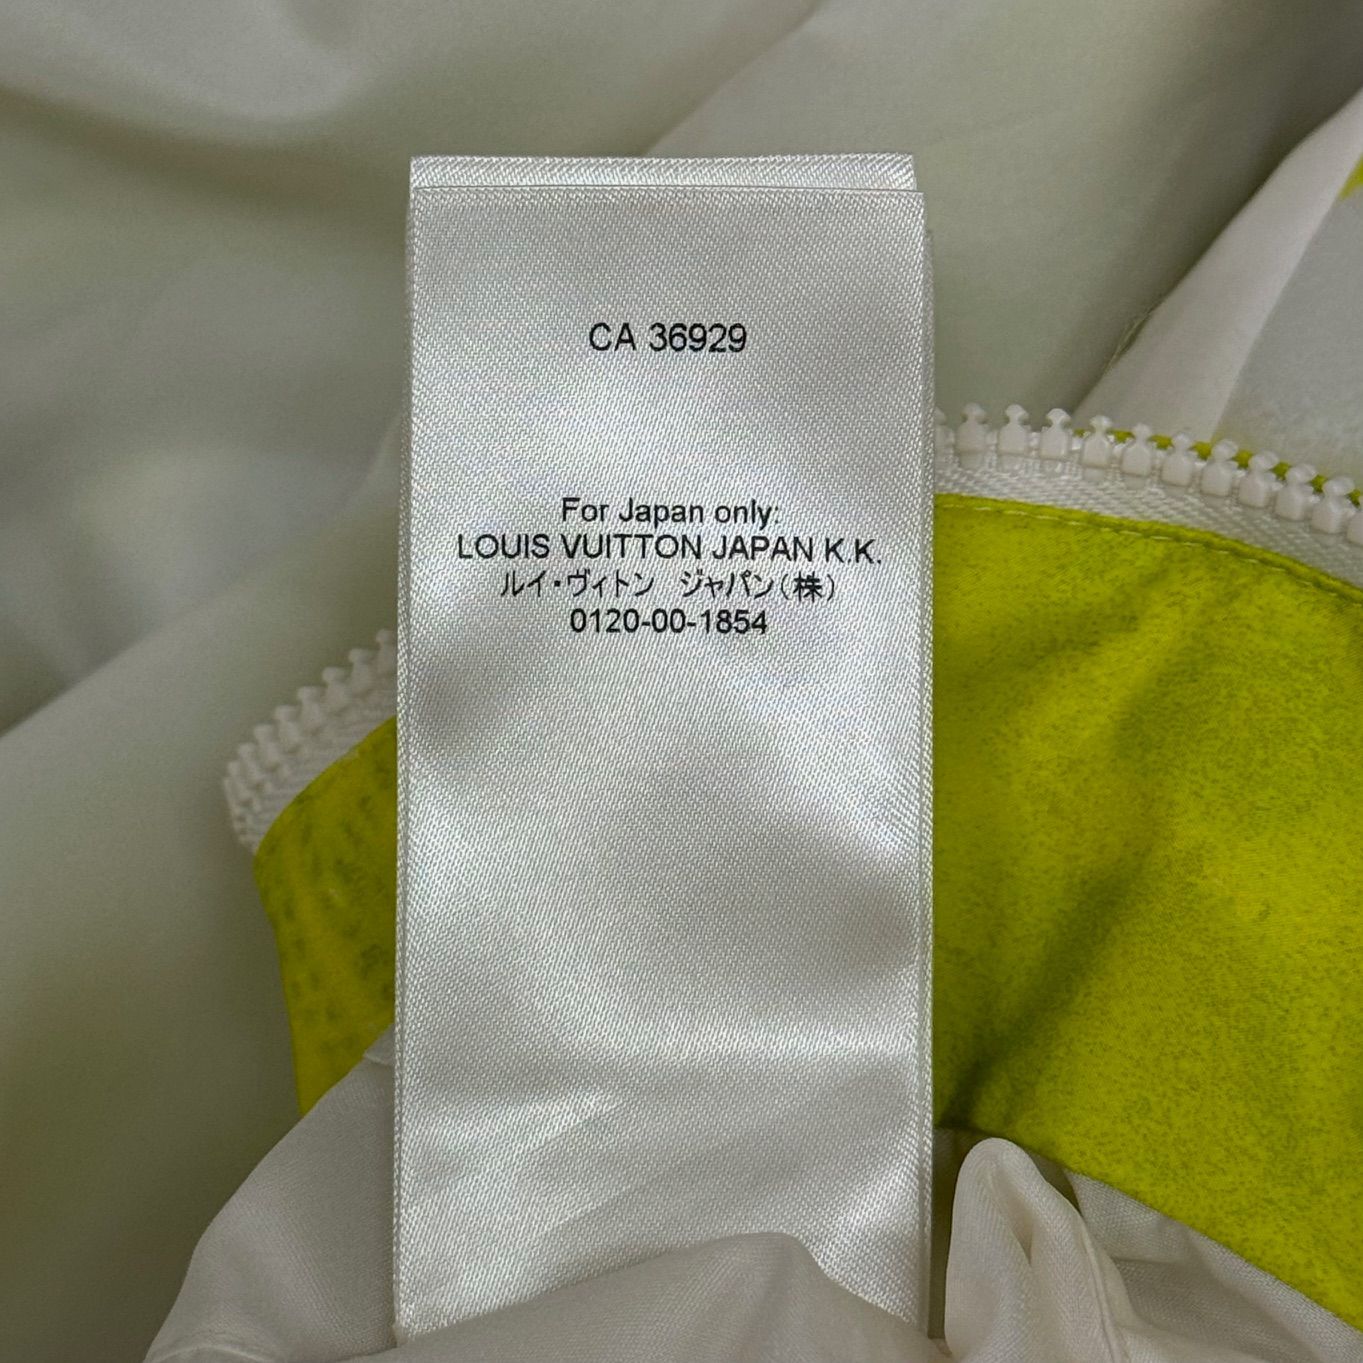 CA 36929
For Japan only:
LOUIS VUITTON JAPAN K.K.
ルイ・ヴィトン　ジャパン(株)
0120-00-1854